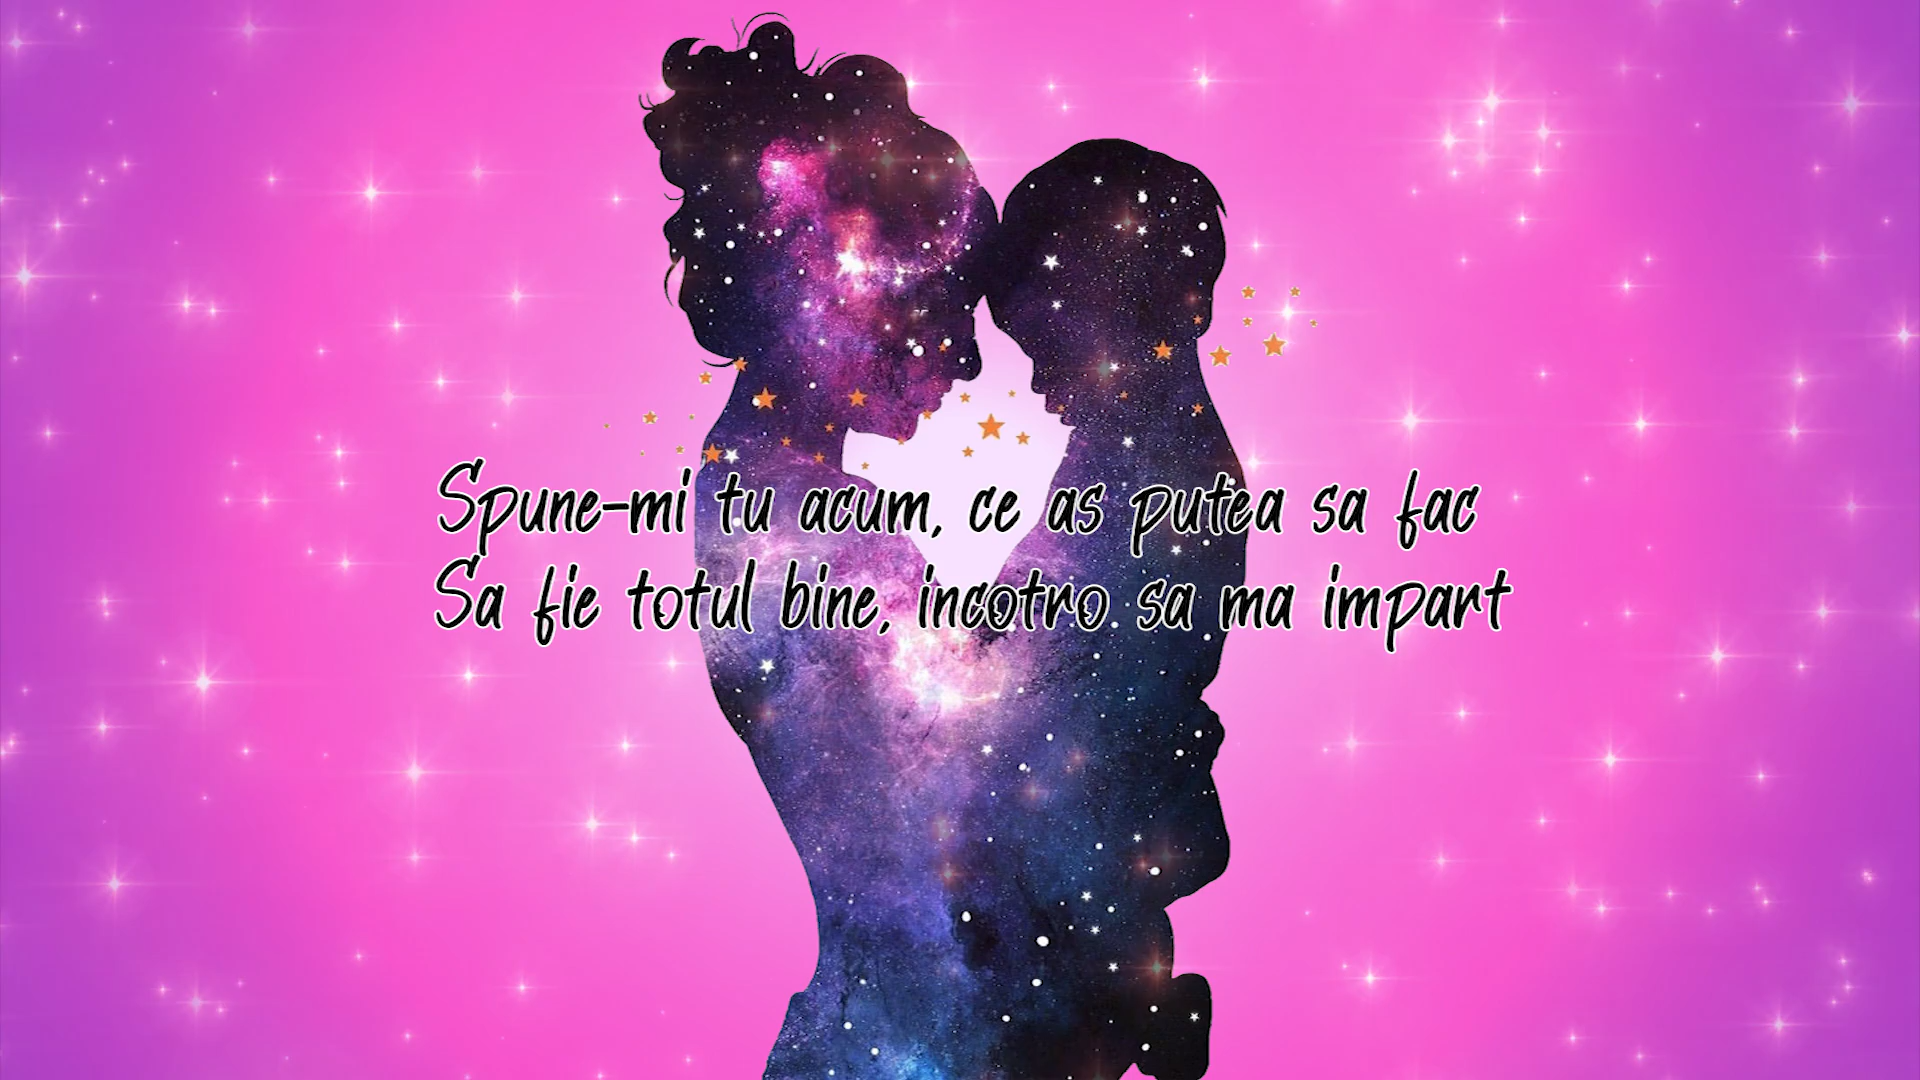 Spune-mi tu acum, ce as putea sa fac
Sa fie totul bine, incotro sa ma impart